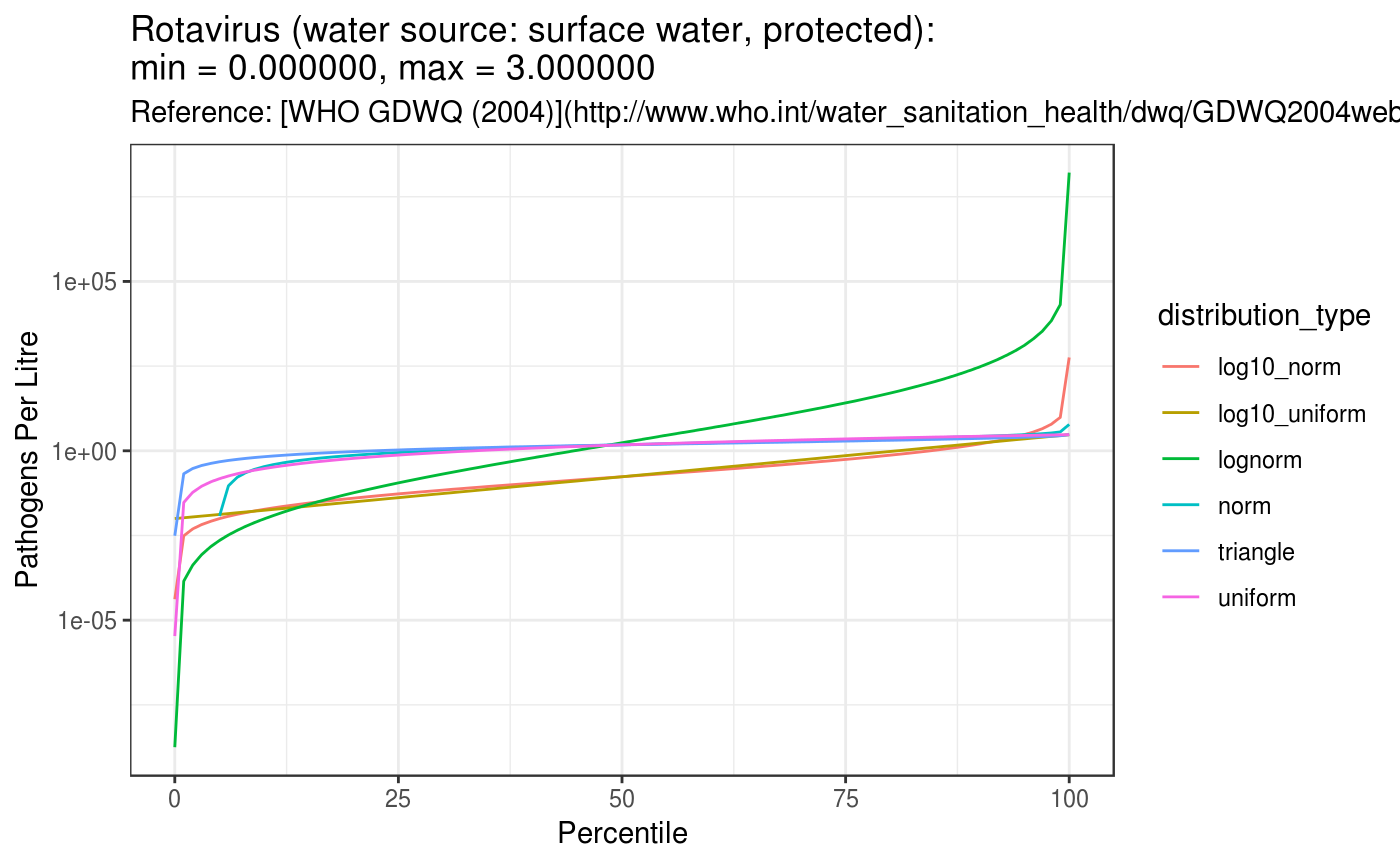 Rotavirus (water source: surface water, protected):
min = 0.000000, max = 3.000000
Reference: [WHO GDWQ (2004)](http://www.who.int/water_sanitation_health/dwq/GDWQ2004web
Pathogens Per Litre
1e+05
1e+00
1e-05
0 25 50 75 100
Percentile
distribution_type
log10_norm
log10_uniform
lognorm
norm
triangle
uniform